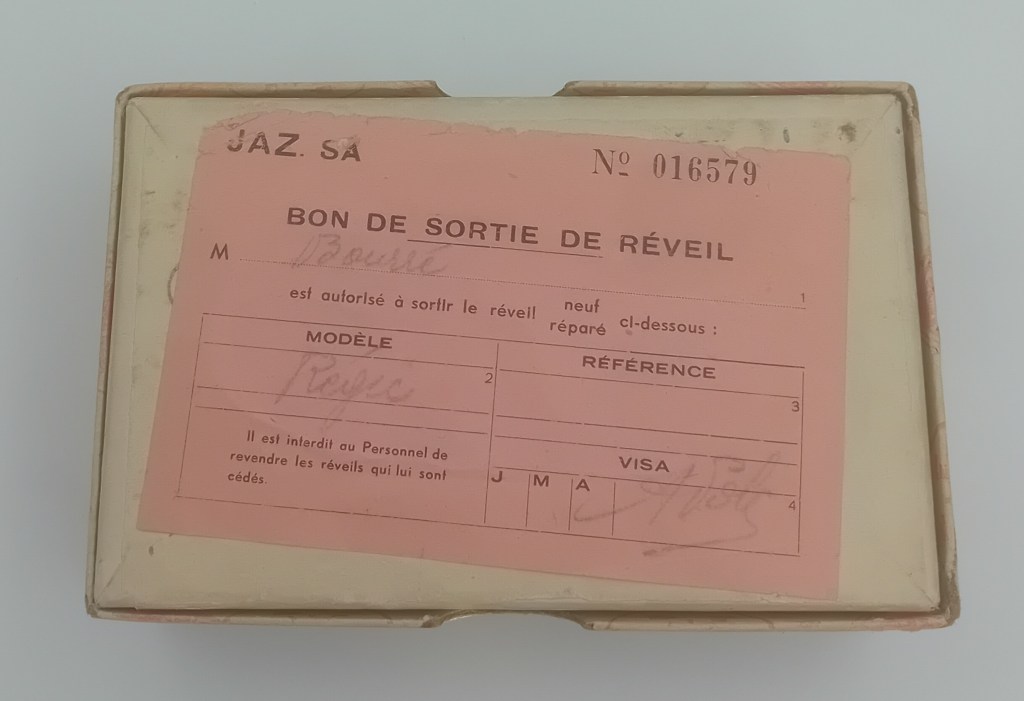 JAZ. SA
Nº 016579
BON DE SORTIE DE RÉVEIL
M Bourré 1
est autorisé à sortir le réveil neuf réparé ci-dessous :
MODÈLE
2
RÉFÉRENCE
3
Il est interdit au Personnel de
revendre les réveils qui lui sont
cédés.
VISA
J M A
4